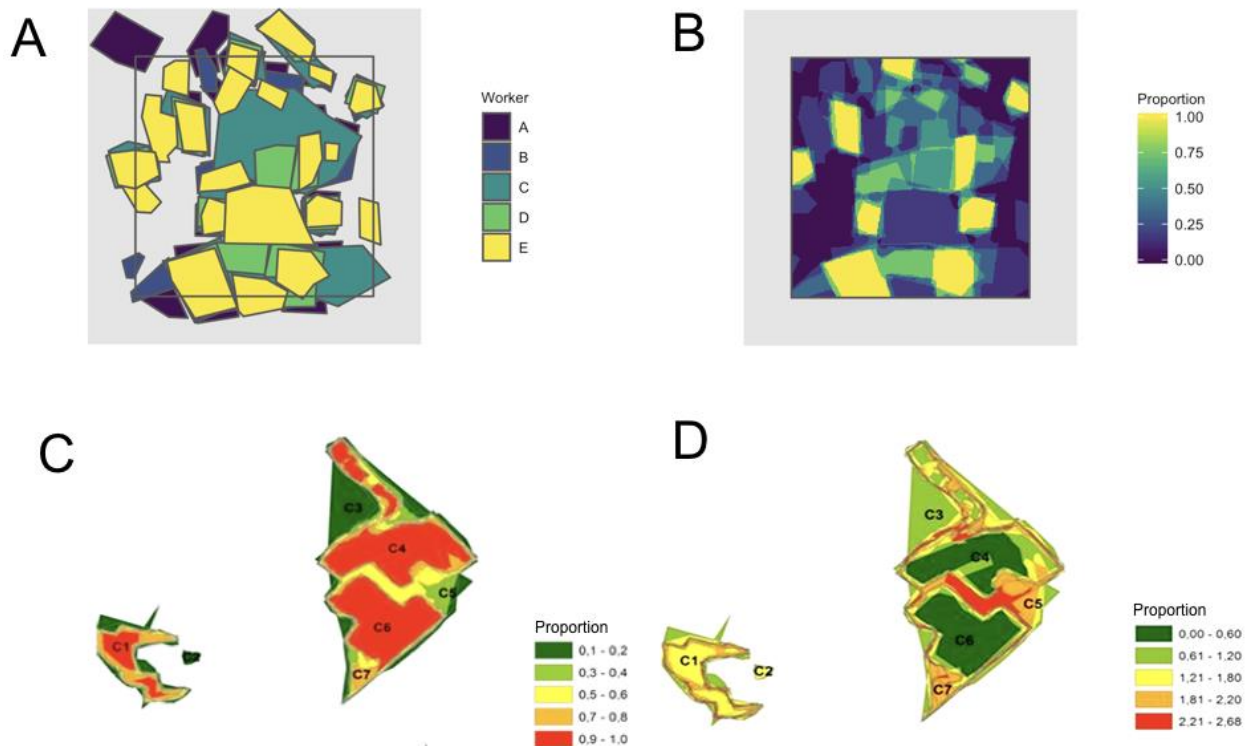 A
Worker
A
B
C
D
E
B
Proportion
1.00
0.75
0.50
0.25
0.00
C
C3
C4
C5
C6
C7
C1
Proportion
0,1 - 0,2
0,3 - 0,4
0,5 - 0,6
0,7 - 0,8
0,9 - 1,0
D
C3
C4
C5
C6
C7
C1
C2
Proportion
0,00 - 0,60
0,61 - 1,20
1,21 - 1,80
1,81 - 2,20
2,21 - 2,68